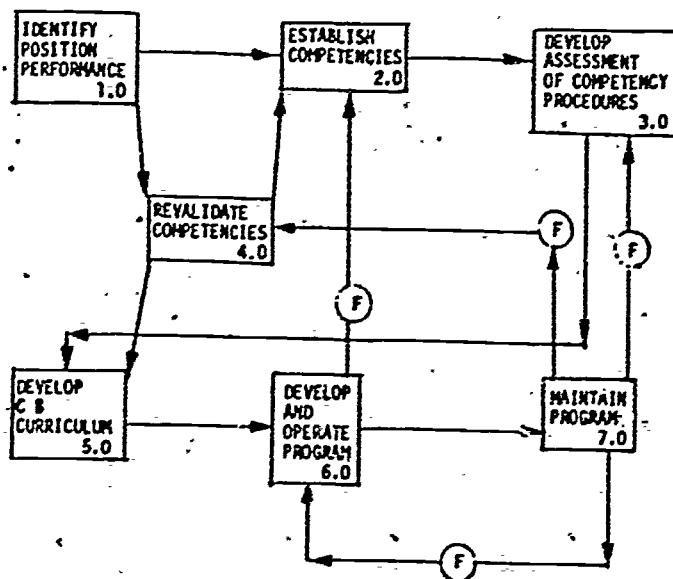 IDENTIFY
POSITION
PERFORMANCE
1.0
ESTABLISH
COMPETENCIES
2.0
DEVELOP
ASSESSMENT
OF COMPETENCY
PROCEDURES
3.0
REVALIDATE
COMPETENCIES
4.0
F
F
F
DEVELOP
C B
CURRICULUM
5.0
DEVELOP
AND
OPERATE
PROGRAM
6.0
MAINTAIN
PROGRAM
7.0
F